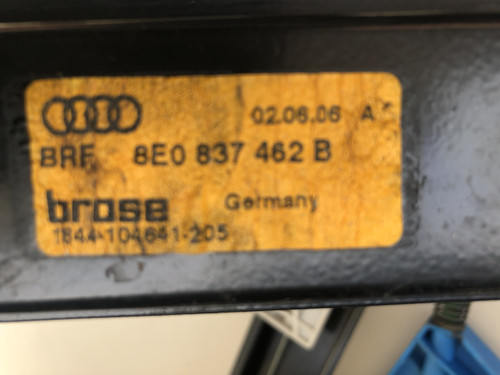 02.06.06 A
BRF 8E0 837 462 B
brose Germany
1844-104641-205